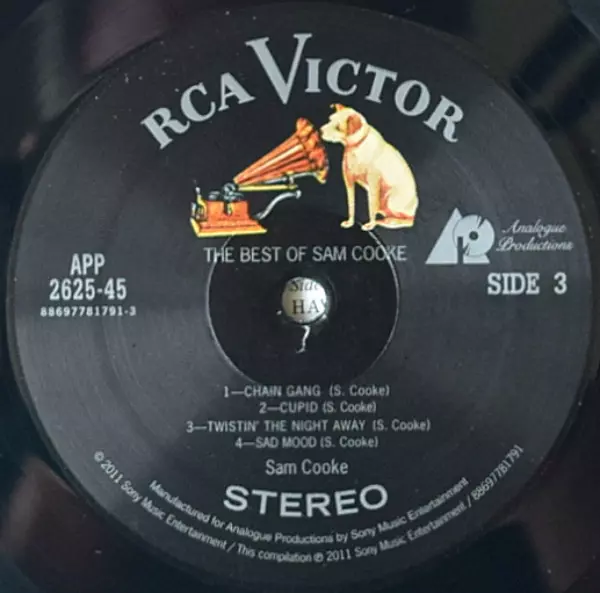 RCA VICTOR
THE BEST OF SAM COOKE
Analogue
Productions
APP
2625-45
88697781791-3
SIDE 3
Side
HA
1—CHAIN GANG (S. Cooke)
2—CUPID (S. Cooke)
3—TWISTIN' THE NIGHT AWAY (S. Cooke)
4—SAD MOOD (S. Cooke)
Sam Cooke
STEREO
Manufactured for Analogue Productions by Sony Music Entertainment
© 2011 Sony Music Entertainment / This compilation ℗ 2011 Sony Music Entertainment / 88697781791